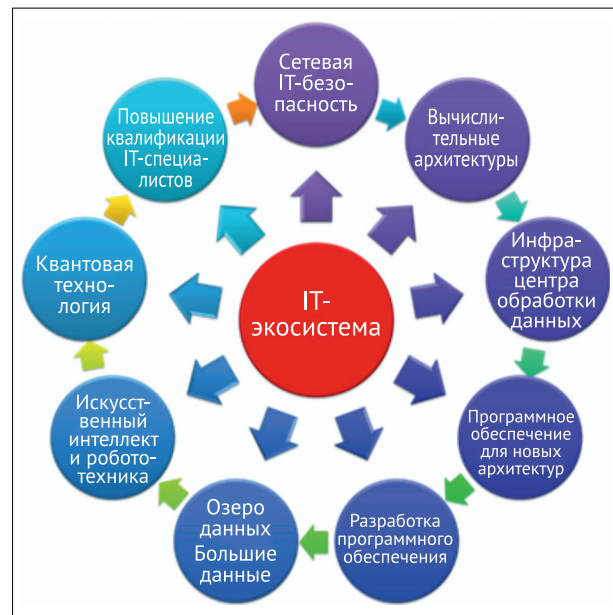 Сетевая
IT-безо-
пасность
Вычисли-
тельные
архитектуры
Инфра-
структура
центра
обработки
данных
Программное
обеспечение
для новых
архитектур
Разработка
программного
обеспечения
Озеро
данных
Большие
данные
Искусст-
венный
интеллект
и робото-
техника
Квантовая
техно-
логия
Повышение
квалификации
IT-специа-
листов
IT-
экосистема